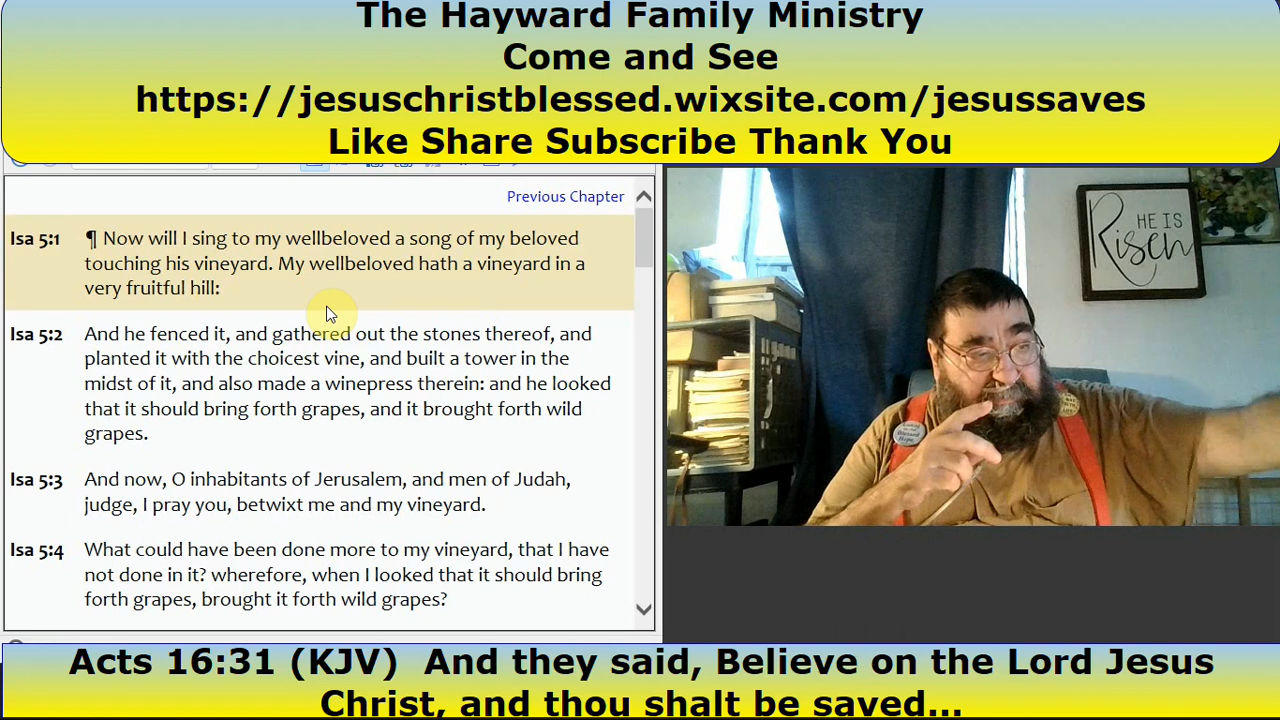 The Hayward Family Ministry
Come and See
https://jesuschristblessed.wixsite.com/jesussaves
Like Share Subscribe Thank You
Previous Chapter
Isa 5:1 ¶ Now will I sing to my wellbeloved a song of my beloved
touching his vineyard. My wellbeloved hath a vineyard in a
very fruitful hill:
Isa 5:2 And he fenced it, and gathered out the stones thereof, and
planted it with the choicest vine, and built a tower in the
midst of it, and also made a winepress therein: and he looked
that it should bring forth grapes, and it brought forth wild
grapes.
Isa 5:3 And now, O inhabitants of Jerusalem, and men of Judah,
judge, I pray you, betwixt me and my vineyard.
Isa 5:4 What could have been done more to my vineyard, that I have
not done in it? wherefore, when I looked that it should bring
forth grapes, brought it forth wild grapes?
HE IS
Risen
Blessed
Hope
Acts 16:31 (KJV) And they said, Believe on the Lord Jesus
Christ, and thou shalt be saved...